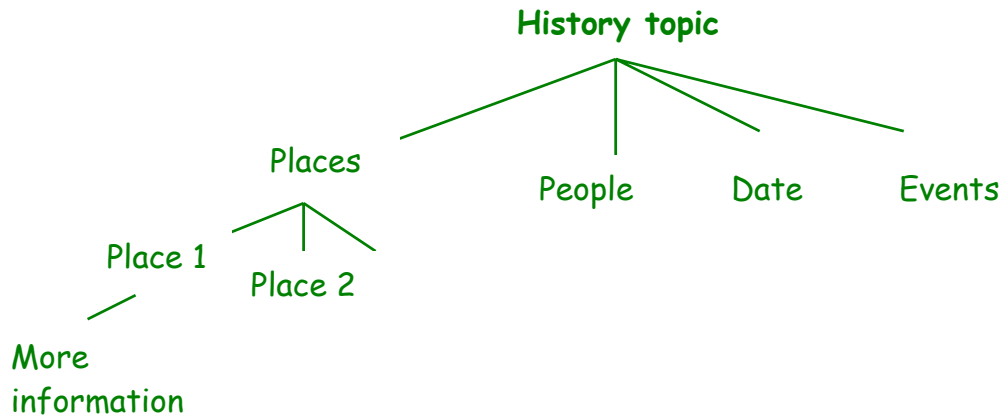 History topic
Places
People
Date
Events
Place 1
Place 2
More
information